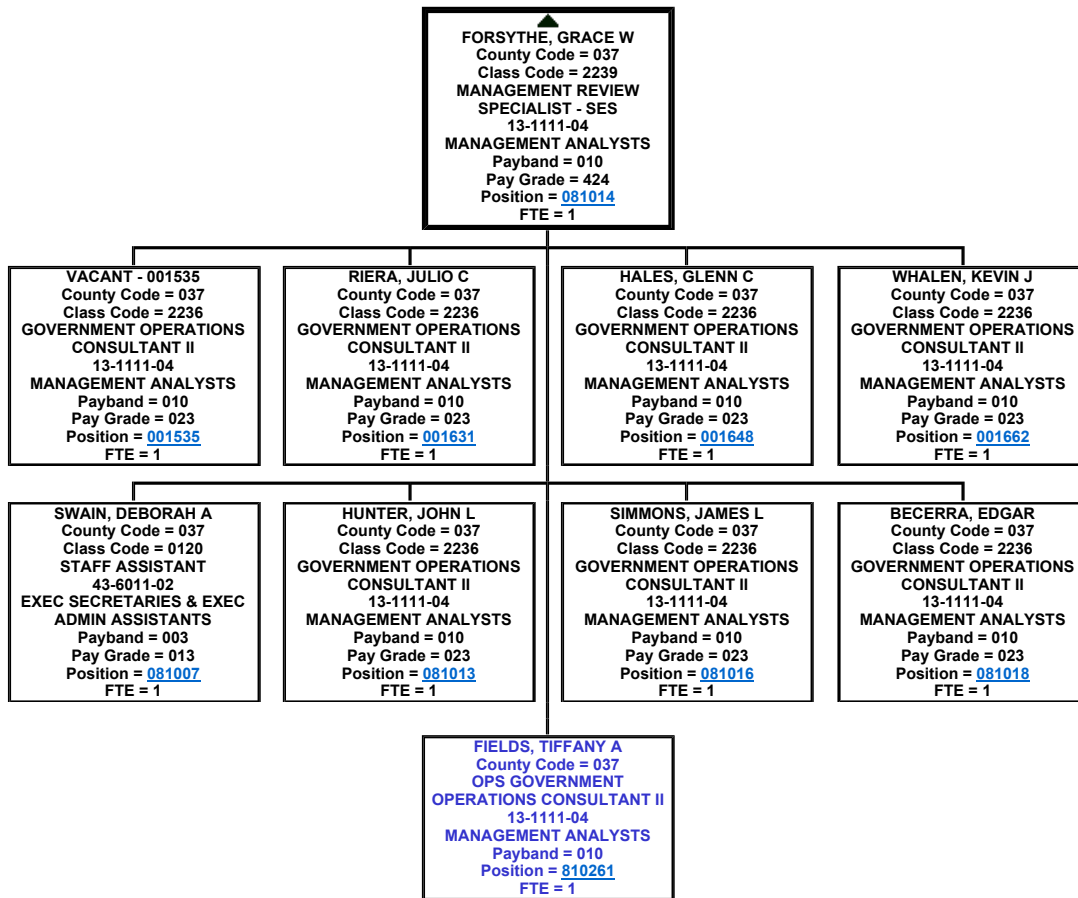 FORSYTHE, GRACE W
County Code = 037
Class Code = 2239
MANAGEMENT REVIEW
SPECIALIST - SES
13-1111-04
MANAGEMENT ANALYSTS
Payband = 010
Pay Grade = 424
Position = 081014
FTE = 1
VACANT - 001535
County Code = 037
Class Code = 2236
GOVERNMENT OPERATIONS
CONSULTANT II
13-1111-04
MANAGEMENT ANALYSTS
Payband = 010
Pay Grade = 023
Position = 001535
FTE = 1
RIERA, JULIO C
County Code = 037
Class Code = 2236
GOVERNMENT OPERATIONS
CONSULTANT II
13-1111-04
MANAGEMENT ANALYSTS
Payband = 010
Pay Grade = 023
Position = 001631
FTE = 1
HALES, GLENN C
County Code = 037
Class Code = 2236
GOVERNMENT OPERATIONS
CONSULTANT II
13-1111-04
MANAGEMENT ANALYSTS
Payband = 010
Pay Grade = 023
Position = 001648
FTE = 1
WHALEN, KEVIN J
County Code = 037
Class Code = 2236
GOVERNMENT OPERATIONS
CONSULTANT II
13-1111-04
MANAGEMENT ANALYSTS
Payband = 010
Pay Grade = 023
Position = 001662
FTE = 1
SWAIN, DEBORAH A
County Code = 037
Class Code = 0120
STAFF ASSISTANT
43-6011-02
EXEC SECRETARIES & EXEC
ADMIN ASSISTANTS
Payband = 003
Pay Grade = 013
Position = 081007
FTE = 1
HUNTER, JOHN L
County Code = 037
Class Code = 2236
GOVERNMENT OPERATIONS
CONSULTANT II
13-1111-04
MANAGEMENT ANALYSTS
Payband = 010
Pay Grade = 023
Position = 081013
FTE = 1
SIMMONS, JAMES L
County Code = 037
Class Code = 2236
GOVERNMENT OPERATIONS
CONSULTANT II
13-1111-04
MANAGEMENT ANALYSTS
Payband = 010
Pay Grade = 023
Position = 081016
FTE = 1
BECERRA, EDGAR
County Code = 037
Class Code = 2236
GOVERNMENT OPERATIONS
CONSULTANT II
13-1111-04
MANAGEMENT ANALYSTS
Payband = 010
Pay Grade = 023
Position = 081018
FTE = 1
FIELDS, TIFFANY A
County Code = 037
OPS GOVERNMENT
OPERATIONS CONSULTANT II
13-1111-04
MANAGEMENT ANALYSTS
Payband = 010
Position = 810261
FTE = 1